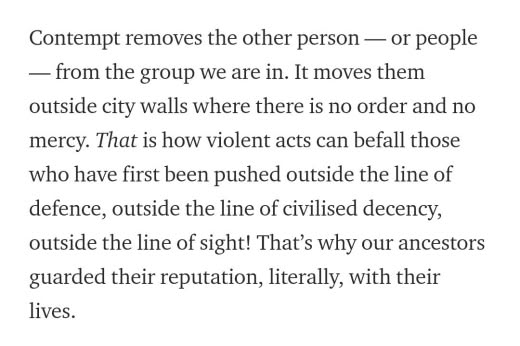 Contempt removes the other person — or people
— from the group we are in. It moves them
outside city walls where there is no order and no
mercy. That is how violent acts can befall those
who have first been pushed outside the line of
defence, outside the line of civilised decency,
outside the line of sight! That’s why our ancestors
guarded their reputation, literally, with their
lives.